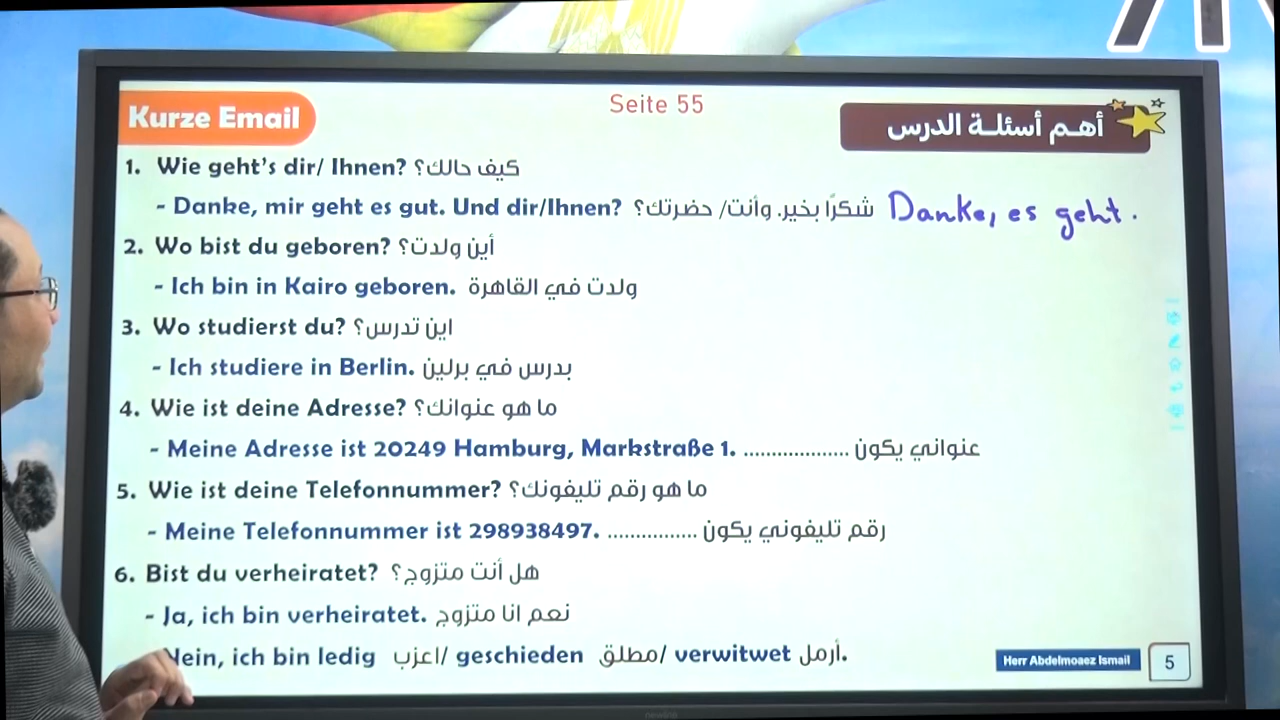 Seite 55
Kurze Email
أهم أسئلة الدرس
1. Wie geht's dir/ Ihnen? كيف حالك؟
- Danke, mir geht es gut. Und dir/Ihnen? شكرًا بخير. وأنت/ حضرتك؟ Danke, es geht.
2. Wo bist du geboren? أين ولدت؟
- Ich bin in Kairo geboren. ولدت في القاهرة
3. Wo studierst du? اين تدرس؟
- Ich studiere in Berlin. بدرس في برلين
4. Wie ist deine Adresse? ما هو عنوانك؟
- Meine Adresse ist 20249 Hamburg, Markstraße 1. ................... عنواني يكون
5. Wie ist deine Telefonnummer? ما هو رقم تليفونك؟
- Meine Telefonnummer ist 298938497. ................ رقم تليفوني يكون
6. Bist du verheiratet? هل أنت متزوج؟
- Ja, ich bin verheiratet. نعم انا متزوج
Nein, ich bin ledig اعزب/ geschieden مطلق/ verwitwet أرمل.
Herr Abdelmoaez Ismail
5
newline